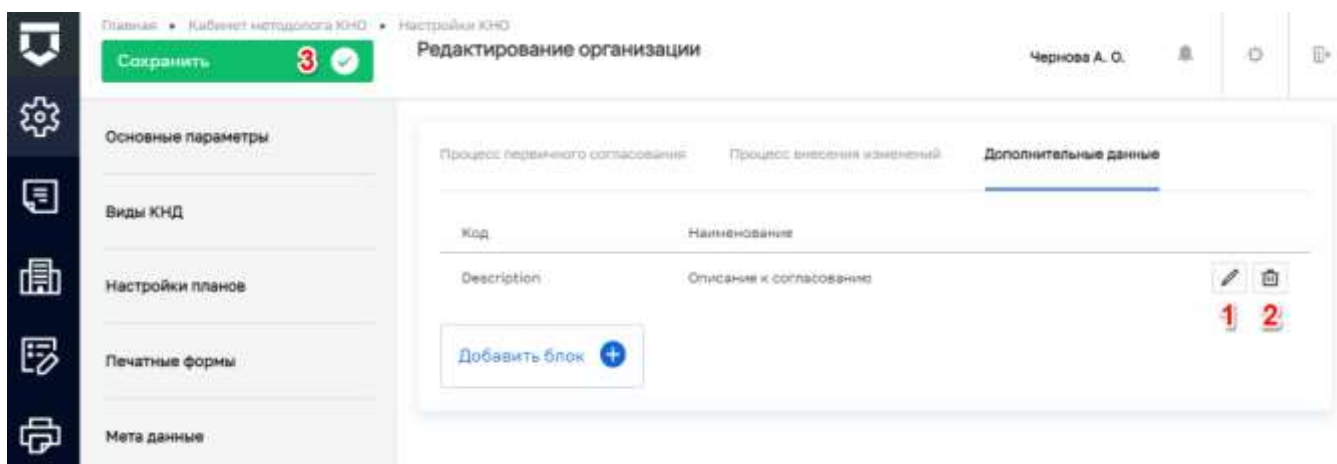 Главная • Кабинет методолога КНО • Настройки КНО
Сохранить 3
Редактирование организации
Чернова А. О.
Основные параметры
Виды КНД
Настройки планов
Печатные формы
Мета данные
Процесс первичного согласования Процесс внесения изменений Дополнительные данные
Код Наименование
Description Описание к согласованию
1 2
Добавить блок